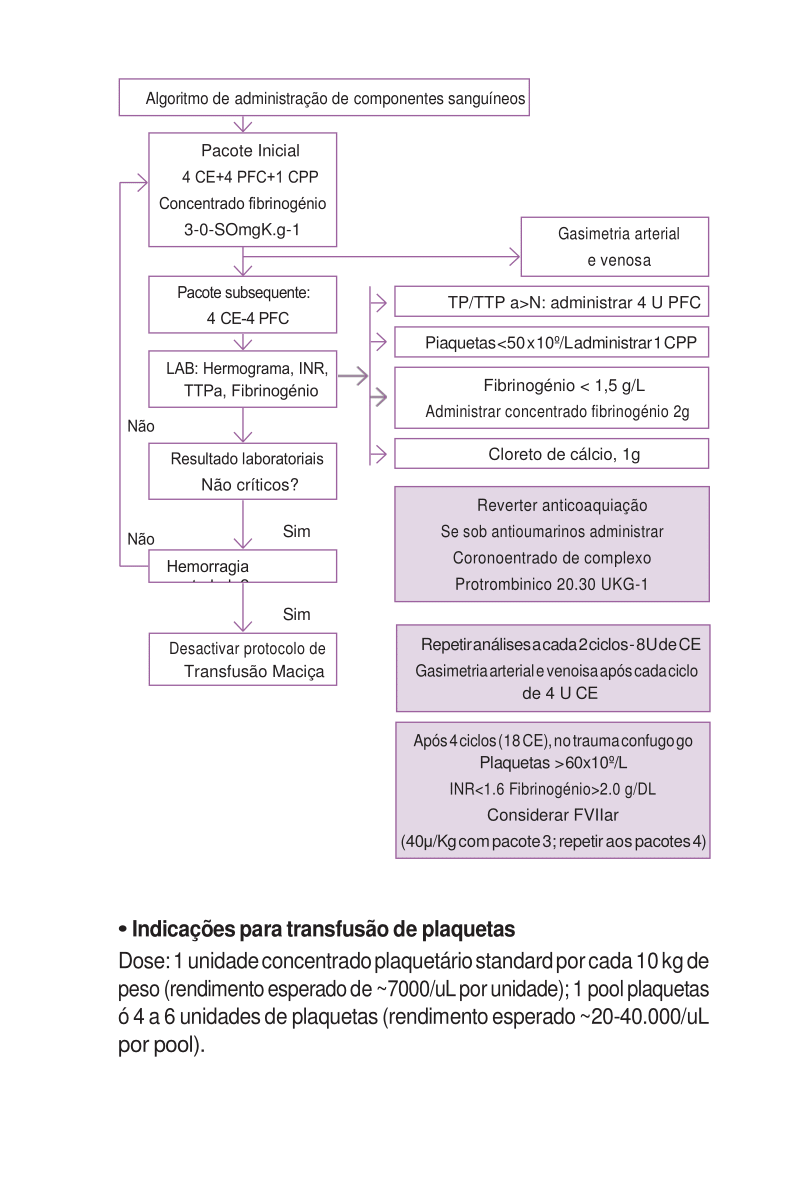 Algoritmo de administração de componentes sanguíneos
Pacote Inicial
4 CE+4 PFC+1 CPP
Concentrado fibrinogénio
3-0-SOmgK.g-1
Gasimetria arterial
e venosa
Pacote subsequente:
4 CE-4 PFC
TP/TTP a>N: administrar 4 U PFC
Piaquetas<50x10º/Ladministrar1CPP
LAB: Hermograma, INR,
TTPa, Fibrinogénio
Fibrinogénio < 1,5 g/L
Administrar concentrado fibrinogénio 2g
Não
Cloreto de cálcio, 1g
Resultado laboratoriais
Não críticos?
Reverter anticoaquiação
Se sob antioumarinos administrar
Coronoentrado de complexo
Protrombinico 20.30 UKG-1
Sim
Não
Hemorragia
Sim
Desactivar protocolo de
Transfusão Maciça
Repetir análises a cada 2 ciclos - 8U de CE
Gasimetria arterial e venoisa após cada ciclo
de 4 U CE
Após 4 ciclos (18 CE), no trauma confugo go
Plaquetas >60x10º/L
INR<1.6 Fibrinogénio>2.0 g/DL
Considerar FVIIar
(40µ/Kg com pacote 3; repetir aos pacotes 4)
• Indicações para transfusão de plaquetas
Dose: 1 unidade concentrado plaquetário standard por cada 10 kg de
peso (rendimento esperado de ~7000/uL por unidade); 1 pool plaquetas
ó 4 a 6 unidades de plaquetas (rendimento esperado ~20-40.000/uL
por pool).